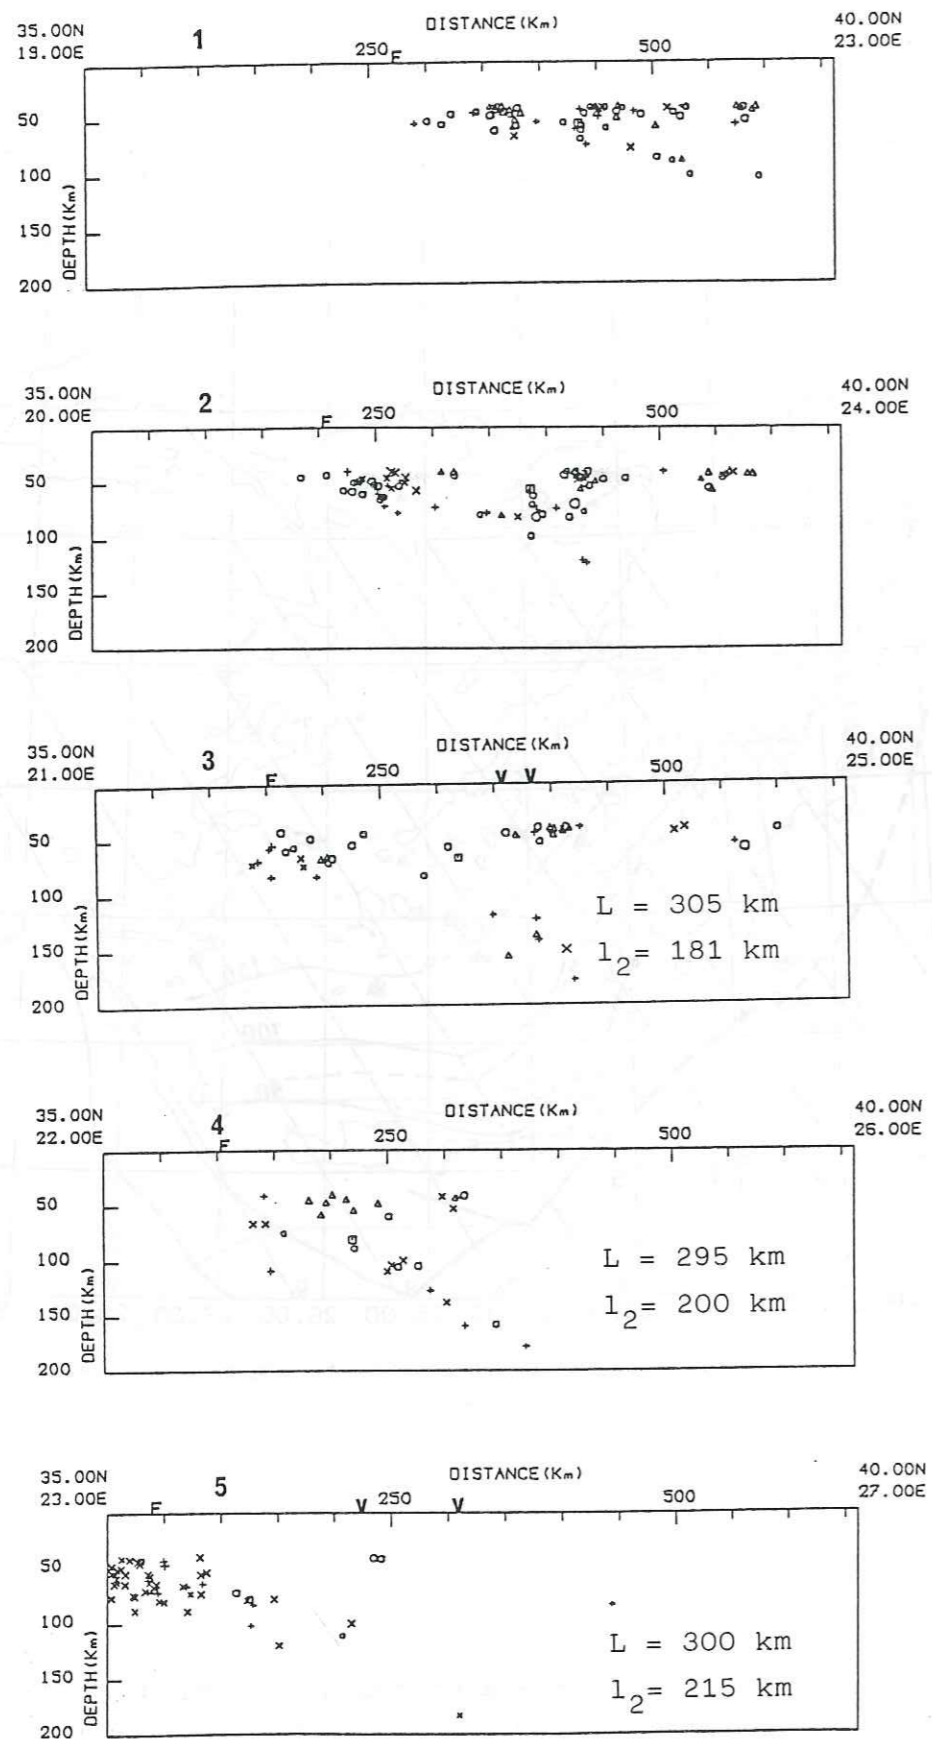 35.00N 1 DISTANCE(Km) 40.00N
19.00E 250 F 500 23.00E
50
100
150
200
DEPTH(Km)
35.00N 2 DISTANCE(Km) 40.00N
20.00E F 250 500 24.00E
50
100
150
200
DEPTH(Km)
35.00N 3 DISTANCE(Km) 40.00N
21.00E F 250 V V 500 25.00E
50
100
150
200
DEPTH(Km)
L = 305 km
l2= 181 km
35.00N 4 DISTANCE(Km) 40.00N
22.00E F 250 500 26.00E
50
100
150
200
DEPTH(Km)
L = 295 km
l2= 200 km
35.00N 5 DISTANCE(Km) 40.00N
23.00E F V 250 V 500 27.00E
50
100
150
200
DEPTH(Km)
L = 300 km
l2= 215 km